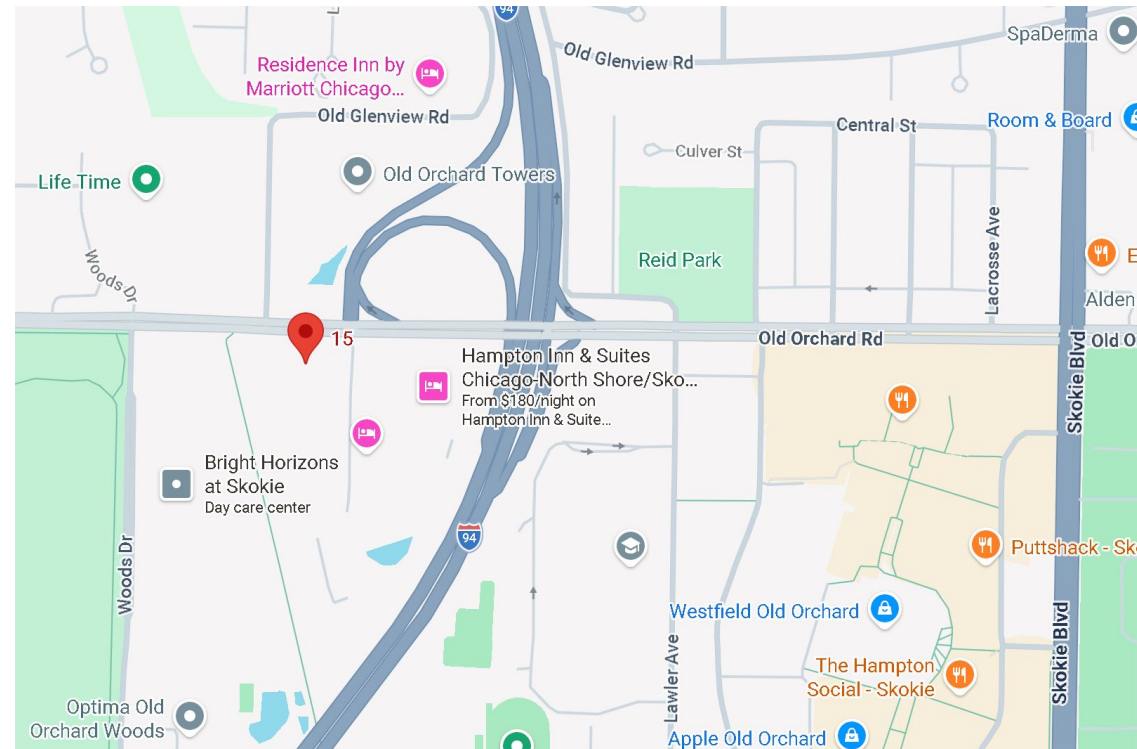 94
Old Glenview Rd
SpaDerma
Residence Inn by
Marriott Chicago...
Old Glenview Rd
Central St
Room & Board
Culver St
Life Time
Old Orchard Towers
Lacrosse Ave
Reid Park
Woods Dr
E
Alden
15
Old Orchard Rd
Skokie Blvd
Old O
Hampton Inn & Suites
Chicago-North Shore/Sko...
From $180/night on
Hampton Inn & Suite...
Bright Horizons
at Skokie
Day care center
94
Puttshack - Sko
Woods Dr
Westfield Old Orchard
Skokie Blvd
Lawler Ave
The Hampton
Social - Skokie
Optima Old
Orchard Woods
Apple Old Orchard